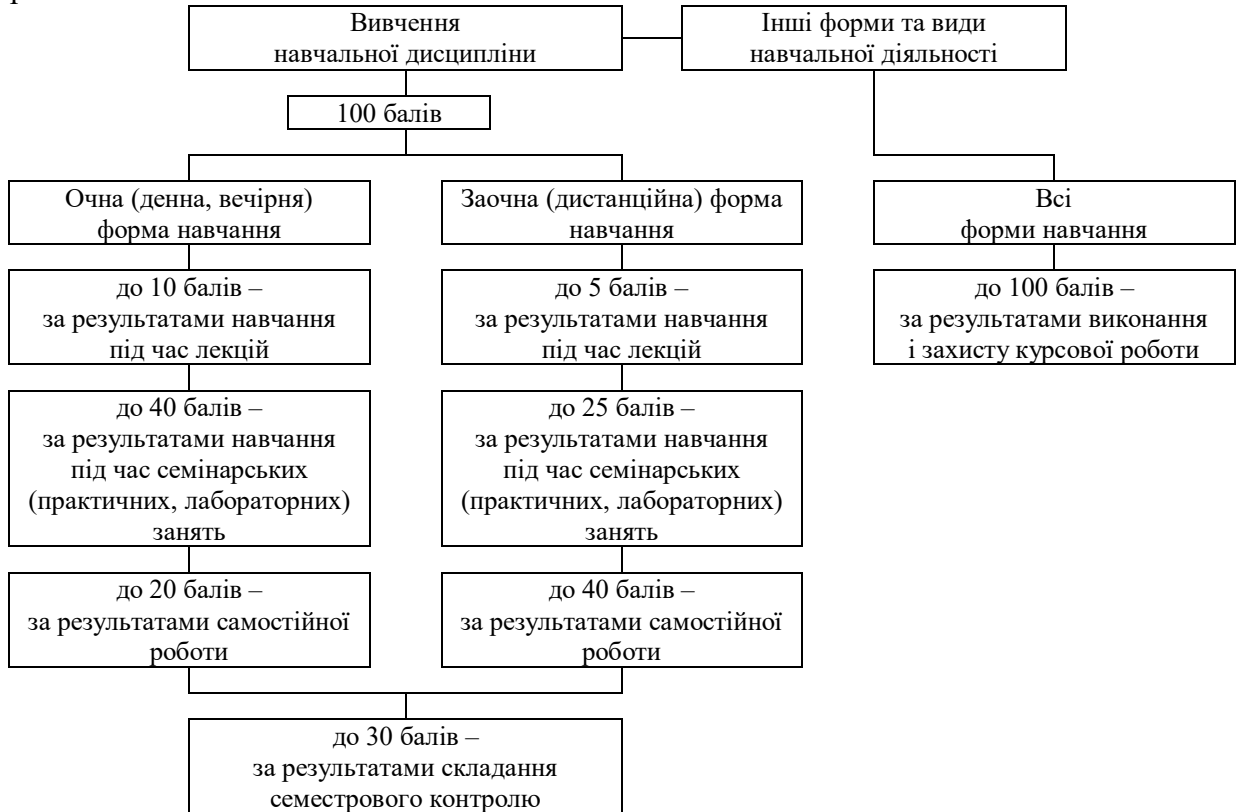 Вивчення
навчальної дисципліни
Інші форми та види
навчальної діяльності
100 балів
Очна (денна, вечірня)
форма навчання
Заочна (дистанційна) форма
навчання
Всі
форми навчання
до 10 балів –
за результатами навчання
під час лекцій
до 5 балів –
за результатами навчання
під час лекцій
до 100 балів –
за результатами виконання
і захисту курсової роботи
до 40 балів –
за результатами навчання
під час семінарських
(практичних, лабораторних)
занять
до 25 балів –
за результатами навчання
під час семінарських
(практичних, лабораторних)
занять
до 20 балів –
за результатами самостійної
роботи
до 40 балів –
за результатами самостійної
роботи
до 30 балів –
за результатами складання
семестрового контролю